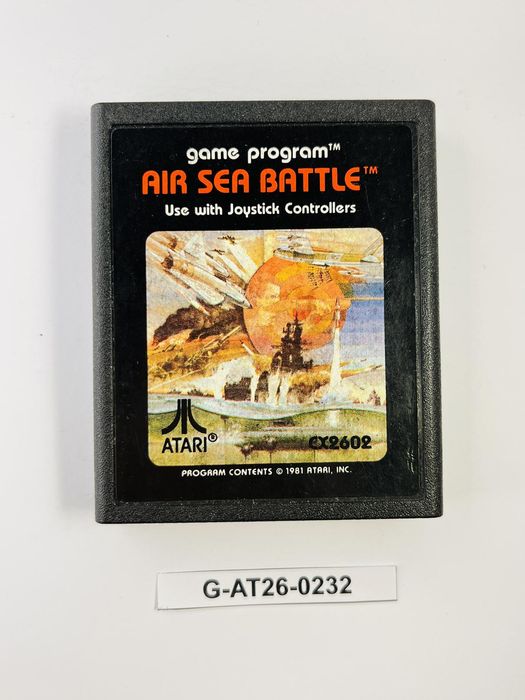 game program™
AIR SEA BATTLE™
Use with Joystick Controllers
ATARI®
CX2602
PROGRAM CONTENTS © 1981 ATARI, INC.
G-AT26-0232